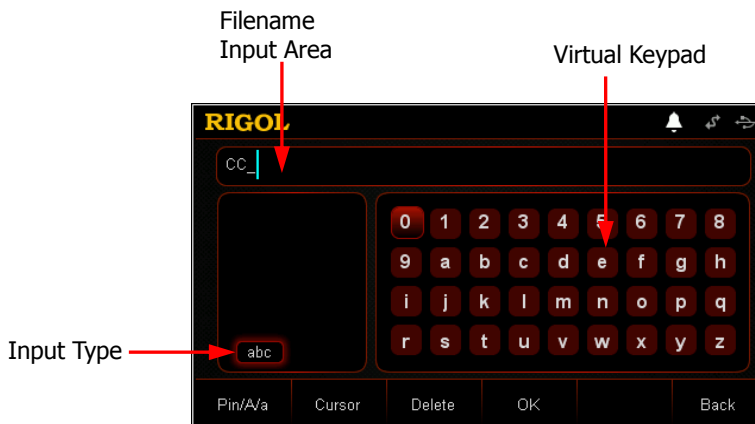 Filename
Input Area
Virtual Keypad
RIGOL
CC_
0 1 2 3 4 5 6 7 8
9 a b c d e f g h
i j k l m n o p q
r s t u v w x y z
Input Type
abc
Pin/A/a Cursor Delete OK Back